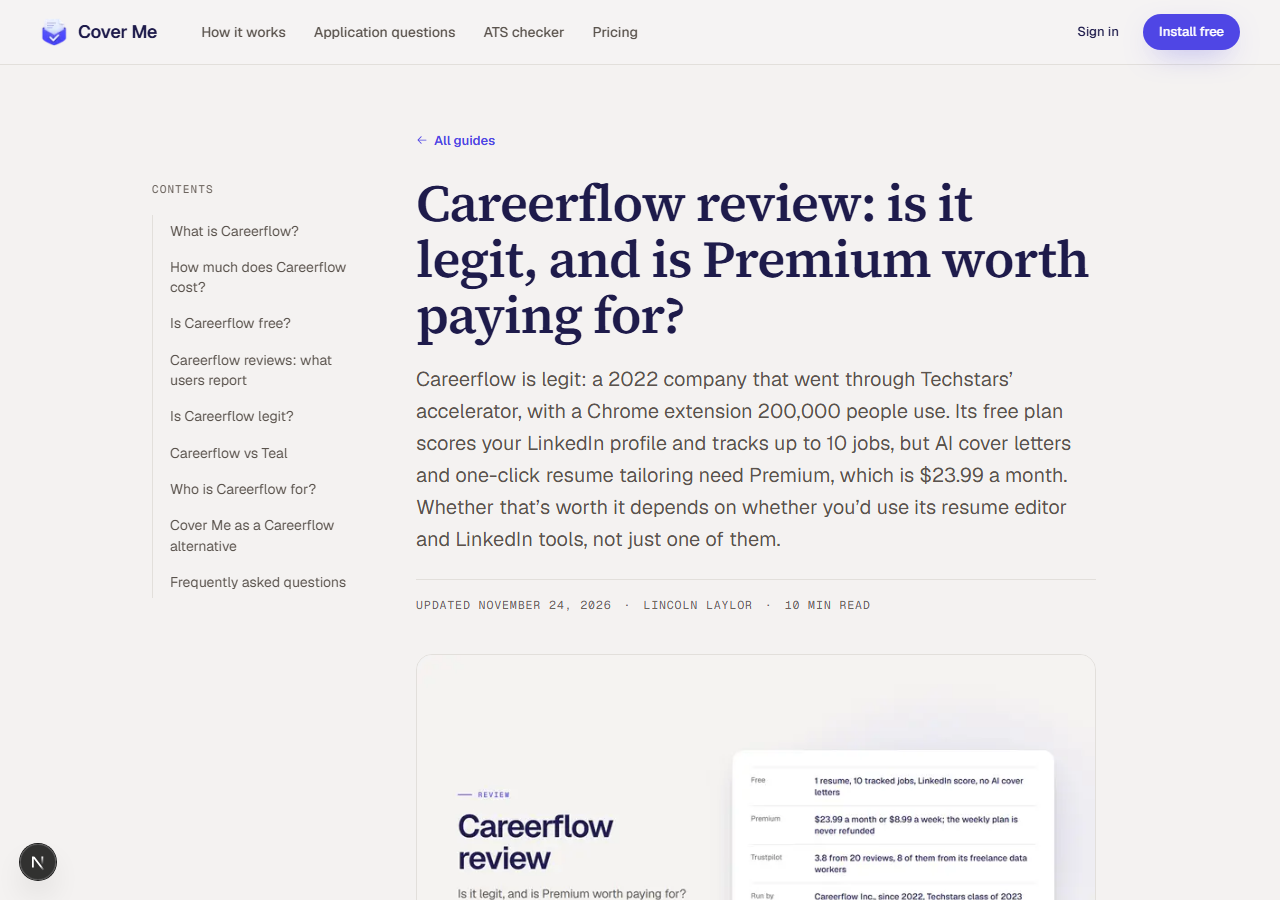 Cover Me
How it works
Application questions
ATS checker
Pricing
Sign in
Install free
← All guides
CONTENTS
What is Careerflow?
How much does Careerflow
cost?
Is Careerflow free?
Careerflow reviews: what
users report
Is Careerflow legit?
Careerflow vs Teal
Who is Careerflow for?
Cover Me as a Careerflow
alternative
Frequently asked questions
Careerflow review: is it
legit, and is Premium worth
paying for?
Careerflow is legit: a 2022 company that went through Techstars’
accelerator, with a Chrome extension 200,000 people use. Its free plan
scores your LinkedIn profile and tracks up to 10 jobs, but AI cover letters
and one-click resume tailoring need Premium, which is $23.99 a month.
Whether that’s worth it depends on whether you’d use its resume editor
and LinkedIn tools, not just one of them.
UPDATED NOVEMBER 24, 2026 · LINCOLN LAYLOR · 10 MIN READ
REVIEW
Careerflow
review
Is it legit, and is Premium worth paying for?
Free
1 resume, 10 tracked jobs, LinkedIn score, no AI cover
letters
Premium
$23.99 a month or $8.99 a week; the weekly plan is
never refunded
Trustpilot
3.8 from 20 reviews, 8 of them from its freelance data
workers
Run by
Careerflow Inc., since 2022, Techstars class of 2023
N